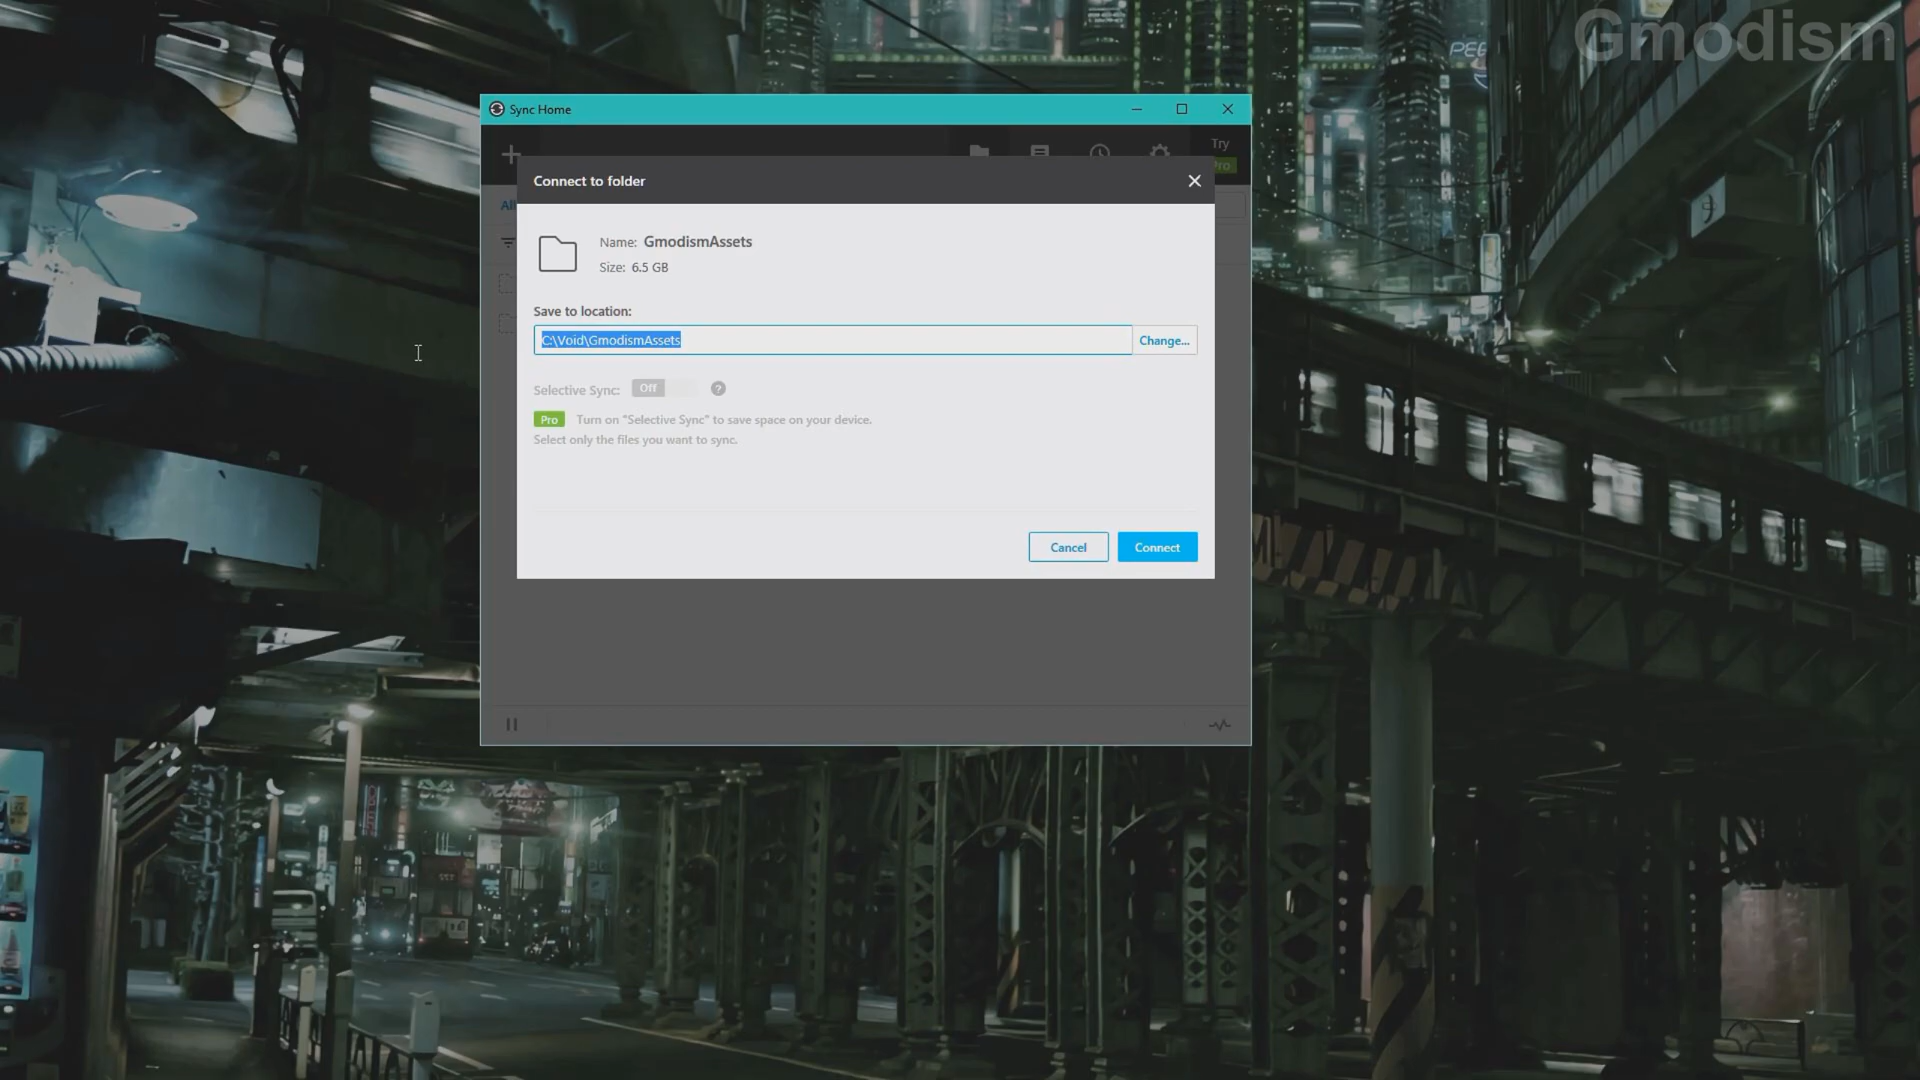 Gmodism
Sync Home
Try
Pro
Connect to folder
All
Name: GmodismAssets
Size: 6.5 GB
Save to location:
C:\Void\GmodismAssets
Change...
Selective Sync: Off ?
Pro Turn on "Selective Sync" to save space on your device.
Select only the files you want to sync.
Cancel
Connect